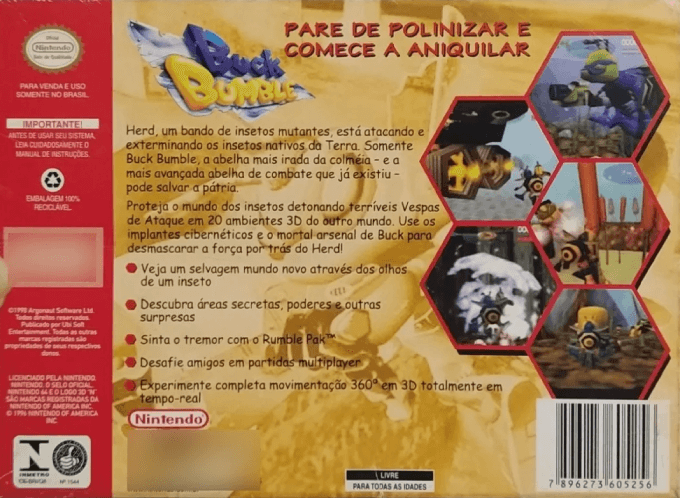 Official
Nintendo
Selo de Qualidade
PARA VENDA E USO
SOMENTE NO BRASIL.
IMPORTANTE!
ANTES DE USAR SEU SISTEMA,
LEIA CUIDADOSAMENTE O
MANUAL DE INSTRUÇÕES.
EMBALAGEM 100%
RECICLÁVEL.
©1998 Argonaut Software Ltd.
Todos direitos reservados.
Publicado por Ubi Soft
Entertainment. Todas as outras
marcas registradas são
propriedades de seus respectivos
donos.
LICENCIADO PELA NINTENDO.
NINTENDO, O SELO OFICIAL,
NINTENDO 64 E O LOGO 3D "N"
SÃO MARCAS REGISTRADAS DA
NINTENDO OF AMERICA INC.
© 1996 NINTENDO OF AMERICA
INC.
N
INMETRO
Buck
Bumble
PARE DE POLINIZAR E
COMECE A ANIQUILAR
Herd, um bando de insetos mutantes, está atacando e
exterminando os insetos nativos da Terra. Somente
Buck Bumble, a abelha mais irada da colméia - e a
mais avançada abelha de combate que já existiu -
pode salvar a pátria.
Proteja o mundo dos insetos detonando terríveis Vespas
de Ataque em 20 ambientes 3D do outro mundo. Use os
implantes cibernéticos e o mortal arsenal de Buck para
desmascarar a força por trás do Herd!
Veja um selvagem mundo novo através dos olhos
de um inseto
Descubra áreas secretas, poderes e outras
surpresas
Sinta o tremor com o Rumble Pak™
Desafie amigos em partidas multiplayer
Experimente completa movimentação 360º em 3D totalmente em
tempo-real
Nintendo
LIVRE
PARA TODAS AS IDADES
7 896273 605256